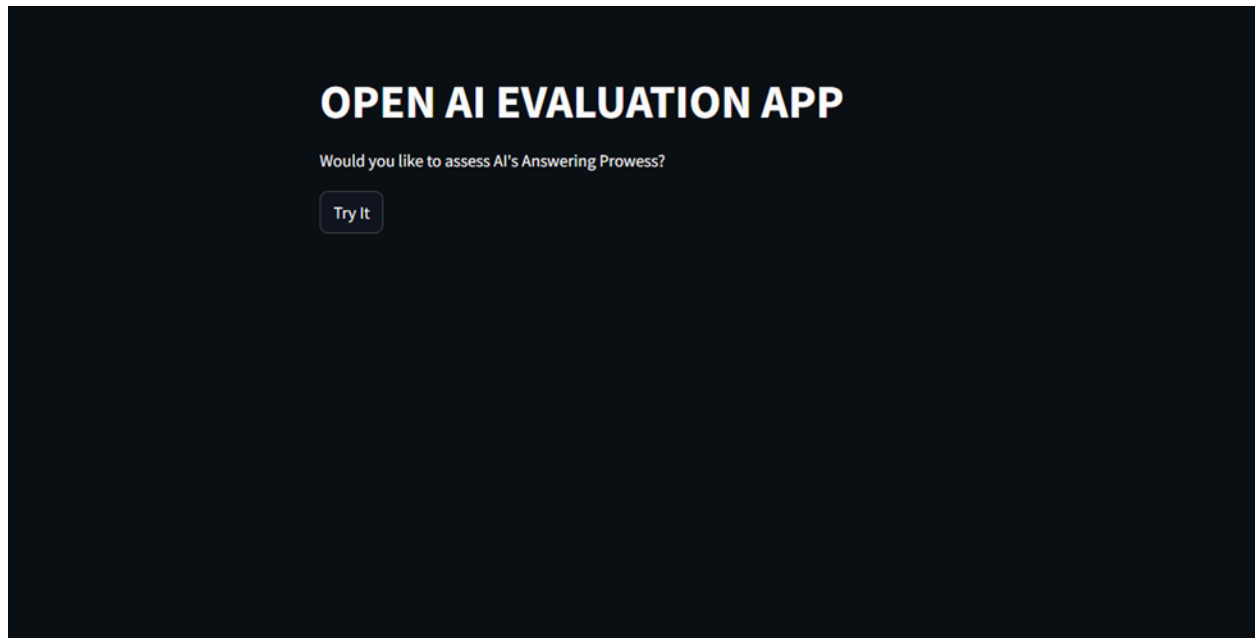 OPEN AI EVALUATION APP
Would you like to assess AI's Answering Prowess?
Try It